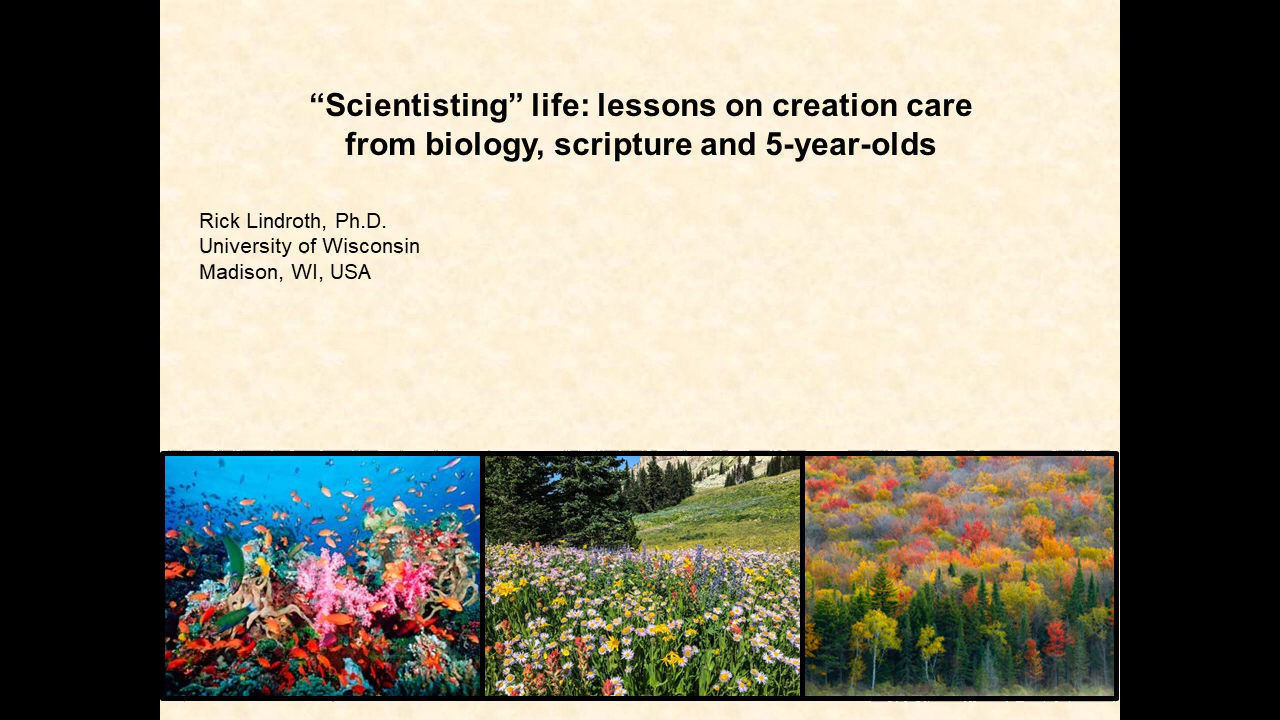 “Scientisting” life: lessons on creation care
from biology, scripture and 5-year-olds
Rick Lindroth, Ph.D.
University of Wisconsin
Madison, WI, USA